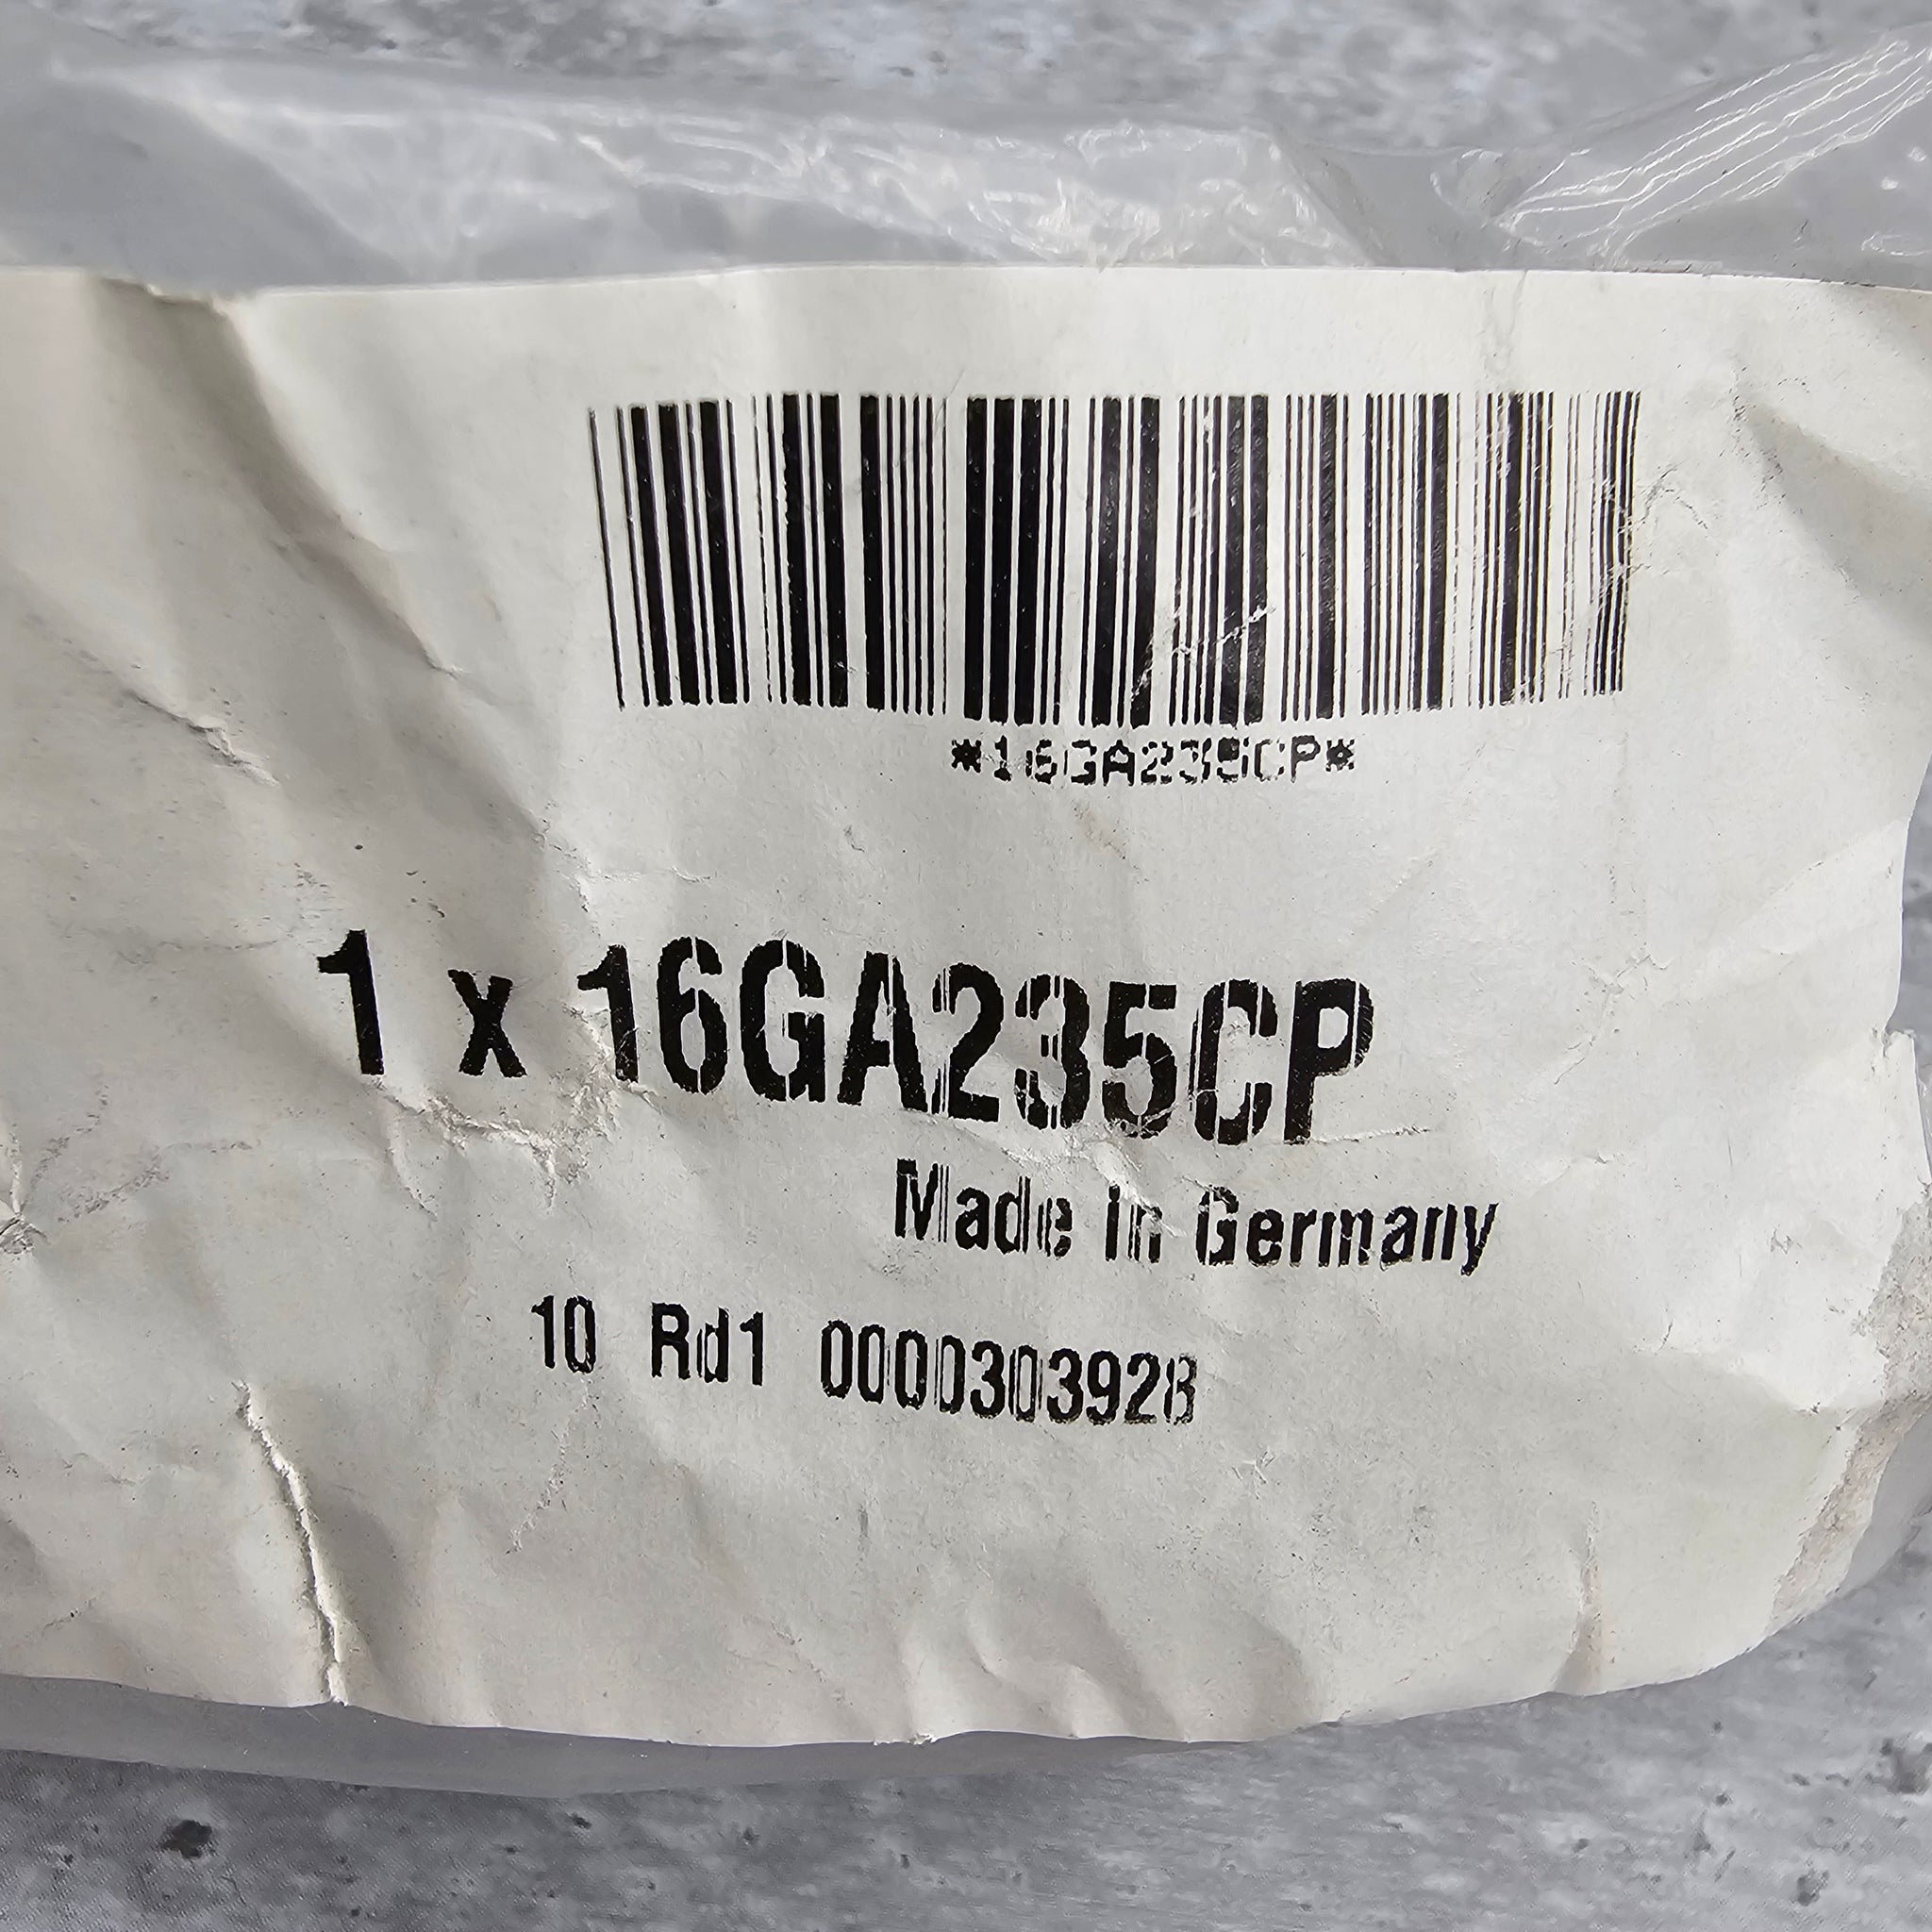 *16GA235CP*
1 x 16GA235CP
Made in Germany
10 Rd1 0000303928